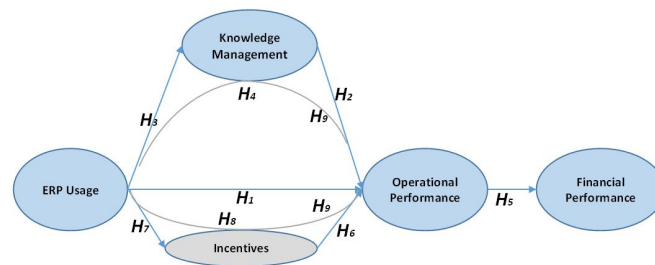 Knowledge
Management
H3
H4
H2
H9
ERP Usage
H1
H9
Operational
Performance
H5
Financial
Performance
H7
H8
Incentives
H6